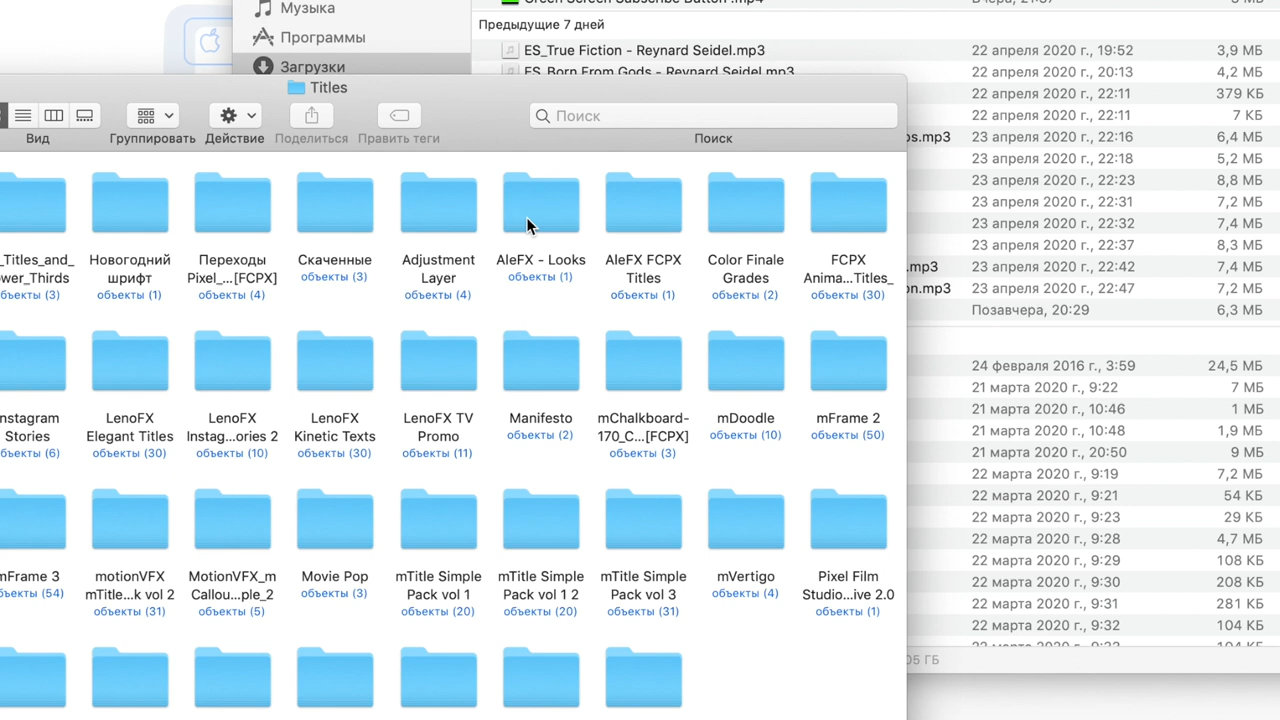 Green Screen Subscribe Button .mp4
Вчера, 21:37
Музыка
Предыдущие 7 дней
Программы
ES_True Fiction - Reynard Seidel.mp3
22 апреля 2020 г., 19:52
3,9 МБ
Загрузки
ES_Born From Gods - Reynard Seidel.mp3
22 апреля 2020 г., 20:13
4,2 МБ
22 апреля 2020 г., 22:11
379 КБ
22 апреля 2020 г., 22:11
7 КБ
os.mp3
23 апреля 2020 г., 22:16
6,4 МБ
23 апреля 2020 г., 22:18
5,2 МБ
23 апреля 2020 г., 22:23
8,8 МБ
23 апреля 2020 г., 22:31
7,2 МБ
23 апреля 2020 г., 22:32
7,4 МБ
23 апреля 2020 г., 22:37
8,3 МБ
.mp3
23 апреля 2020 г., 22:42
7,4 МБ
on.mp3
23 апреля 2020 г., 22:47
7,2 МБ
Позавчера, 20:29
6,3 МБ
24 февраля 2016 г., 3:59
24,5 МБ
21 марта 2020 г., 9:22
7 МБ
21 марта 2020 г., 10:46
1 МБ
21 марта 2020 г., 10:48
1,9 МБ
21 марта 2020 г., 20:50
9 МБ
22 марта 2020 г., 9:19
7,2 МБ
22 марта 2020 г., 9:21
54 КБ
22 марта 2020 г., 9:23
29 КБ
22 марта 2020 г., 9:28
4,7 МБ
22 марта 2020 г., 9:29
108 КБ
22 марта 2020 г., 9:30
208 КБ
22 марта 2020 г., 9:31
281 КБ
22 марта 2020 г., 9:32
104 КБ
05 ГБ
Titles
Поиск
Вид
Группировать
Действие
Поделиться
Править теги
Поиск
_Titles_and_
ower_Thirds
бъекты (3)
Новогодний
шрифт
объекты (1)
Переходы
Pixel_...[FCPX]
объекты (4)
Скаченные
объекты (3)
Adjustment
Layer
объекты (4)
AleFX - Looks
объекты (1)
AleFX FCPX
Titles
объекты (1)
Color Finale
Grades
объекты (2)
FCPX
Anima...Titles_
объекты (30)
nstagram
Stories
бъекты (6)
LenoFX
Elegant Titles
объекты (30)
LenoFX
Instag...ories 2
объекты (10)
LenoFX
Kinetic Texts
объекты (30)
LenoFX TV
Promo
объекты (11)
Manifesto
объекты (2)
mChalkboard-
170_C...[FCPX]
объекты (3)
mDoodle
объекты (10)
mFrame 2
объекты (50)
mFrame 3
бъекты (54)
motionVFX
mTitle...k vol 2
объекты (31)
MotionVFX_m
Callou...ple_2
объекты (5)
Movie Pop
объекты (3)
mTitle Simple
Pack vol 1
объекты (20)
mTitle Simple
Pack vol 1 2
объекты (20)
mTitle Simple
Pack vol 3
объекты (31)
mVertigo
объекты (4)
Pixel Film
Studio...ive 2.0
объекты (1)